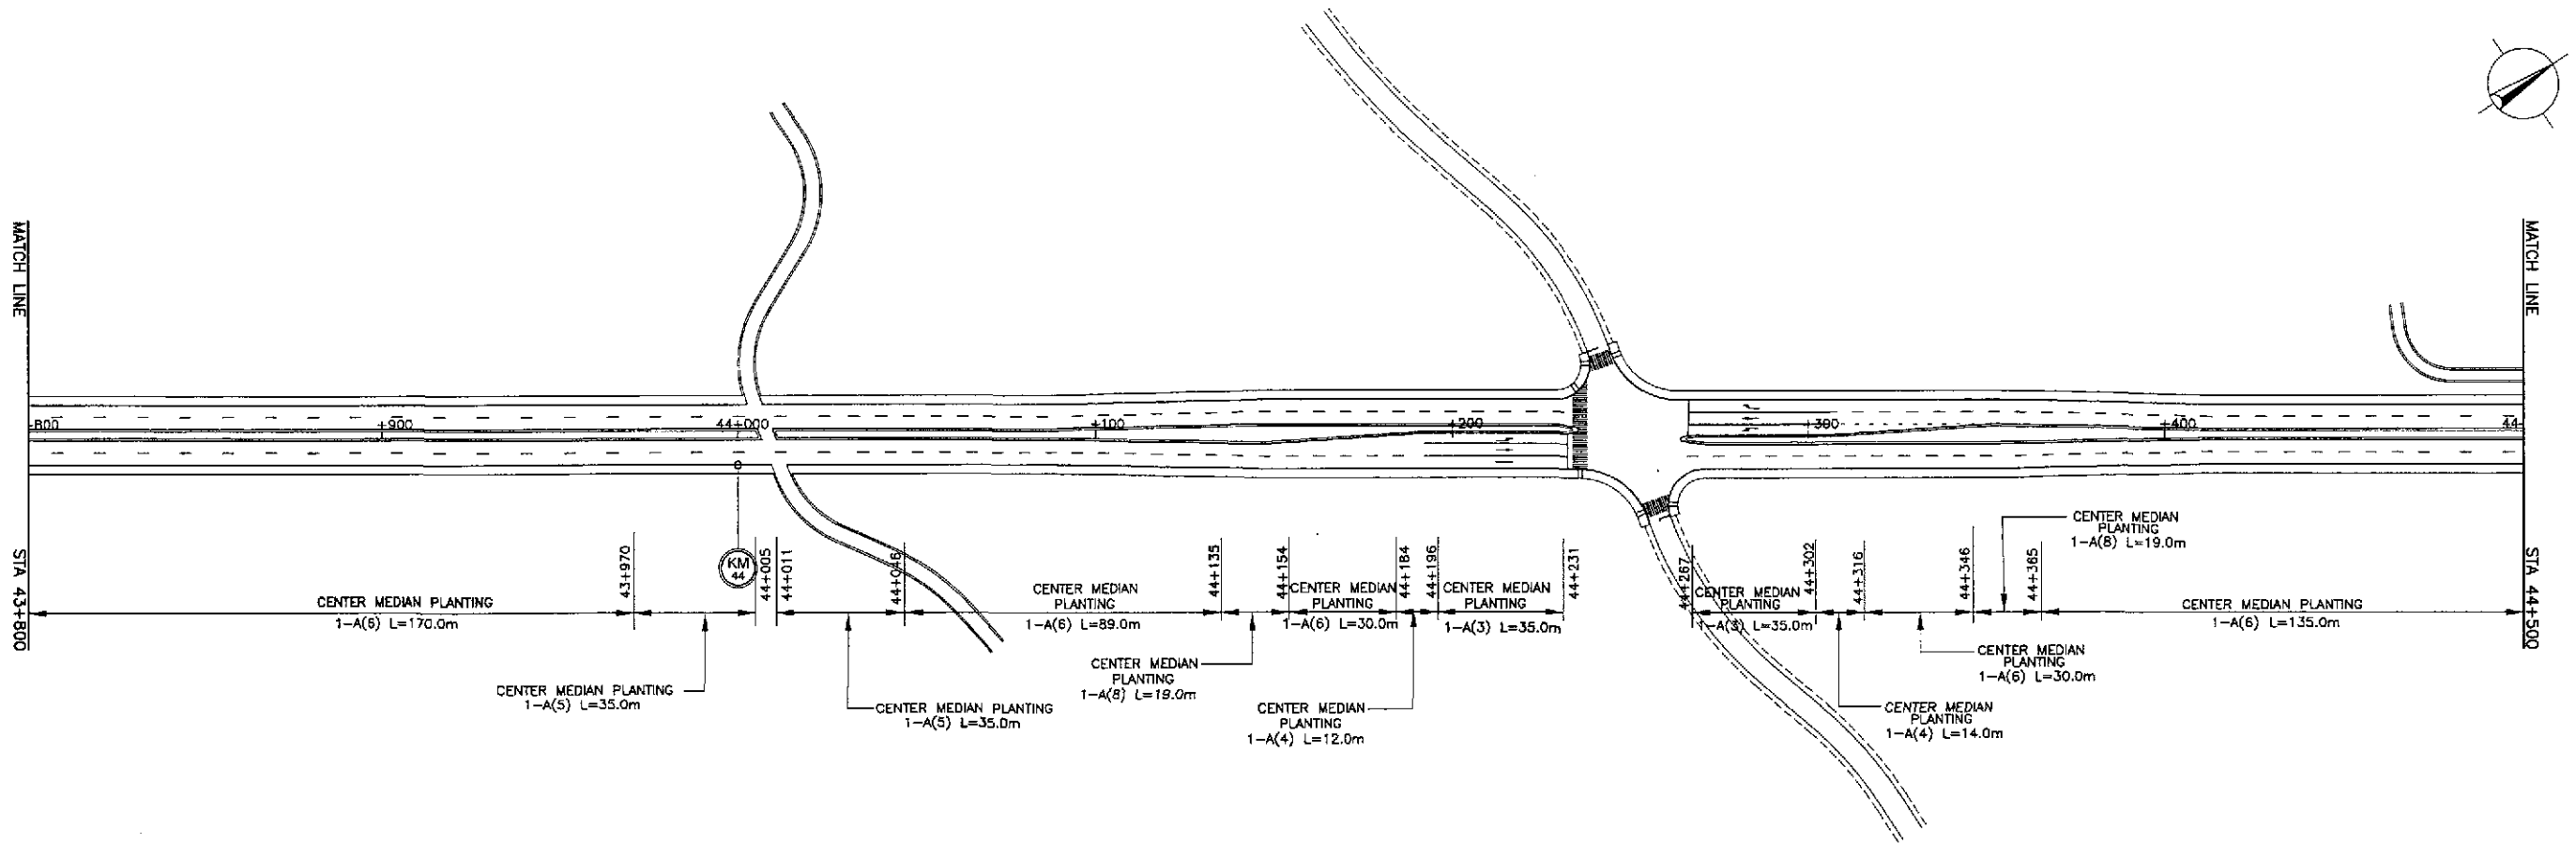 MATCH LINE
STA 43+800
MATCH LINE
STA 44+500
-800
+900
44+000
+100
+200
+300
+400
44-
KM
44
43+970
44+005
44+011
44+046
44+135
44+154
44+184
44+196
44+231
44+267
44+302
44+316
44+346
44+365
CENTER MEDIAN PLANTING
1-A(6) L=170.0m
CENTER MEDIAN PLANTING
1-A(5) L=35.0m
CENTER MEDIAN PLANTING
1-A(5) L=35.0m
CENTER MEDIAN
PLANTING
1-A(6) L=89.0m
CENTER MEDIAN
PLANTING
1-A(8) L=19.0m
CENTER MEDIAN
PLANTING
1-A(6) L=30.0m
CENTER MEDIAN
PLANTING
1-A(4) L=12.0m
CENTER MEDIAN
PLANTING
1-A(3) L=35.0m
CENTER MEDIAN
PLANTING
1-A(3) L=35.0m
CENTER MEDIAN
PLANTING
1-A(4) L=14.0m
CENTER MEDIAN
PLANTING
1-A(6) L=30.0m
CENTER MEDIAN
PLANTING
1-A(8) L=19.0m
CENTER MEDIAN PLANTING
1-A(6) L=135.0m